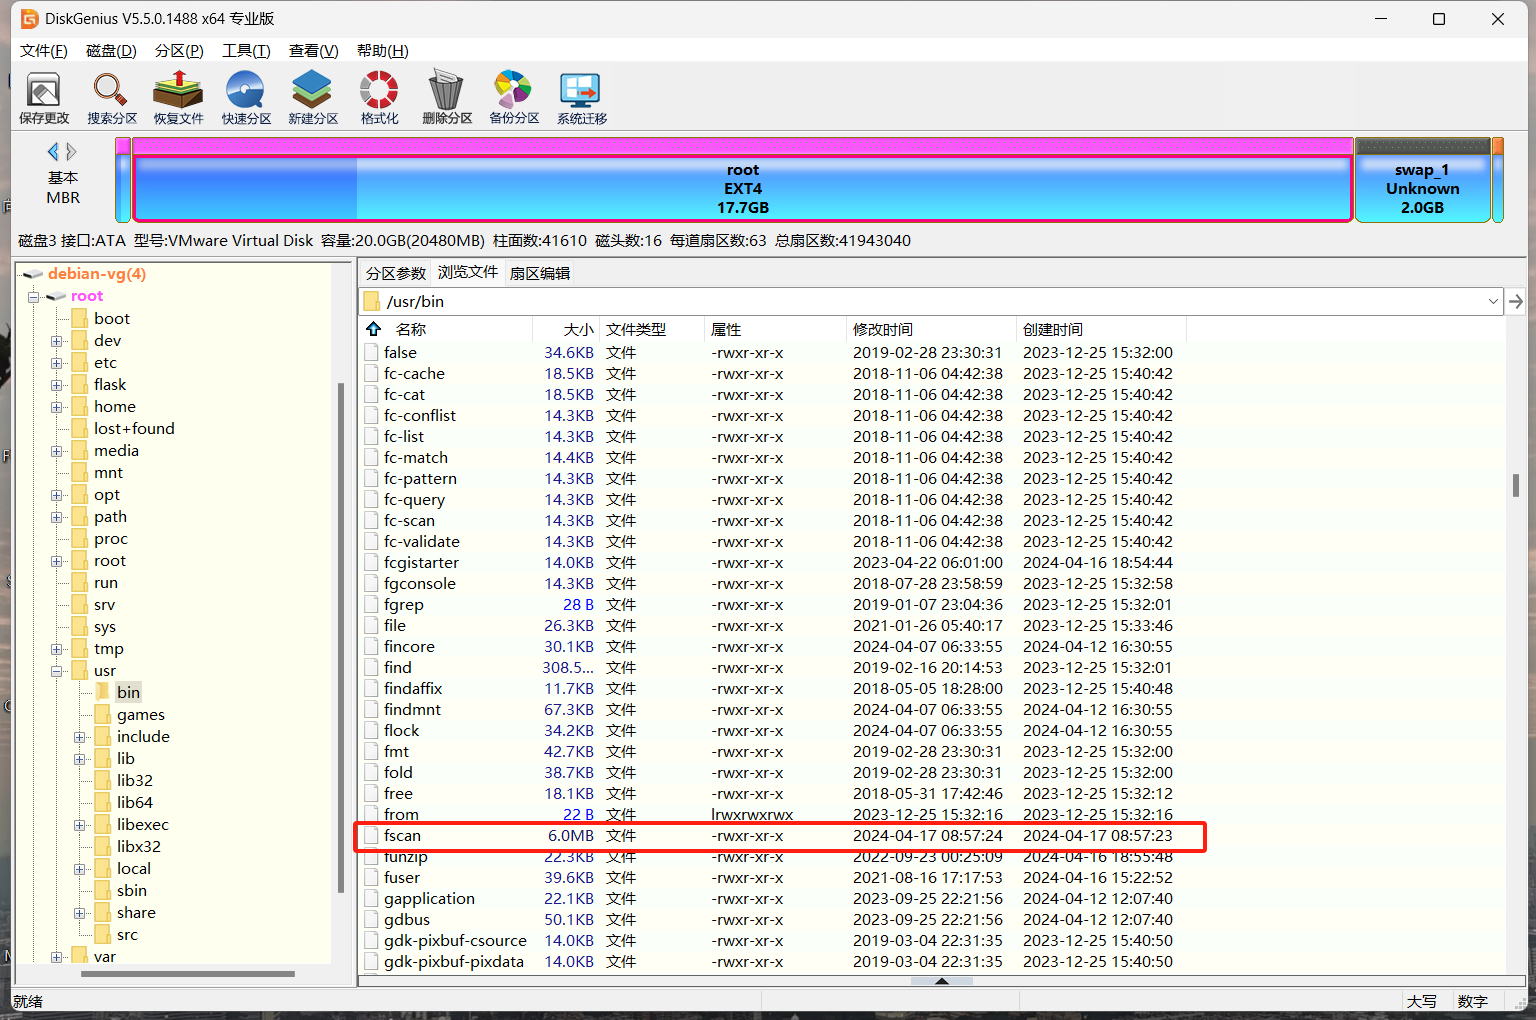 DiskGenius V5.5.0.1488 x64 专业版
文件(F) 磁盘(D) 分区(P) 工具(T) 查看(V) 帮助(H)
保存更改 搜索分区 恢复文件 快速分区 新建分区 格式化 删除分区 备份分区 系统迁移
基本
MBR
root
EXT4
17.7GB
swap_1
Unknown
2.0GB
磁盘3 接口:ATA 型号:VMware Virtual Disk 容量:20.0GB(20480MB) 柱面数:41610 磁头数:16 每道扇区数:63 总扇区数:41943040
debian-vg(4)
root
boot
dev
etc
flask
home
lost+found
media
mnt
opt
path
proc
root
run
srv
sys
tmp
usr
bin
games
include
lib
lib32
lib64
libexec
libx32
local
sbin
share
src
var
分区参数 浏览文件 扇区编辑
/usr/bin
名称 大小 文件类型 属性 修改时间 创建时间
false 34.6KB 文件 -rwxr-xr-x 2019-02-28 23:30:31 2023-12-25 15:32:00
fc-cache 18.5KB 文件 -rwxr-xr-x 2018-11-06 04:42:38 2023-12-25 15:40:42
fc-cat 18.5KB 文件 -rwxr-xr-x 2018-11-06 04:42:38 2023-12-25 15:40:42
fc-conflist 14.3KB 文件 -rwxr-xr-x 2018-11-06 04:42:38 2023-12-25 15:40:42
fc-list 14.3KB 文件 -rwxr-xr-x 2018-11-06 04:42:38 2023-12-25 15:40:42
fc-match 14.4KB 文件 -rwxr-xr-x 2018-11-06 04:42:38 2023-12-25 15:40:42
fc-pattern 14.3KB 文件 -rwxr-xr-x 2018-11-06 04:42:38 2023-12-25 15:40:42
fc-query 14.3KB 文件 -rwxr-xr-x 2018-11-06 04:42:38 2023-12-25 15:40:42
fc-scan 14.3KB 文件 -rwxr-xr-x 2018-11-06 04:42:38 2023-12-25 15:40:42
fc-validate 14.3KB 文件 -rwxr-xr-x 2018-11-06 04:42:38 2023-12-25 15:40:42
fcgistarter 14.0KB 文件 -rwxr-xr-x 2023-04-22 06:01:00 2024-04-16 18:54:44
fgconsole 14.3KB 文件 -rwxr-xr-x 2018-07-28 23:58:59 2023-12-25 15:32:58
fgrep 28 B 文件 -rwxr-xr-x 2019-01-07 23:04:36 2023-12-25 15:32:01
file 26.3KB 文件 -rwxr-xr-x 2021-01-26 05:40:17 2023-12-25 15:33:46
fincore 30.1KB 文件 -rwxr-xr-x 2024-04-07 06:33:55 2024-04-12 16:30:55
find 308.5... 文件 -rwxr-xr-x 2019-02-16 20:14:53 2023-12-25 15:32:01
findaffix 11.7KB 文件 -rwxr-xr-x 2018-05-05 18:28:00 2023-12-25 15:40:48
findmnt 67.3KB 文件 -rwxr-xr-x 2024-04-07 06:33:55 2024-04-12 16:30:55
flock 34.2KB 文件 -rwxr-xr-x 2024-04-07 06:33:55 2024-04-12 16:30:55
fmt 42.7KB 文件 -rwxr-xr-x 2019-02-28 23:30:31 2023-12-25 15:32:00
fold 38.7KB 文件 -rwxr-xr-x 2019-02-28 23:30:31 2023-12-25 15:32:00
free 18.1KB 文件 -rwxr-xr-x 2018-05-31 17:42:46 2023-12-25 15:32:12
from 22 B 文件 lrwxrwxrwx 2023-12-25 15:32:16 2023-12-25 15:32:16
fscan 6.0MB 文件 -rwxr-xr-x 2024-04-17 08:57:24 2024-04-17 08:57:23
funzip 22.3KB 文件 -rwxr-xr-x 2022-09-23 00:25:09 2024-04-16 18:55:48
fuser 39.6KB 文件 -rwxr-xr-x 2021-08-16 17:17:53 2024-04-16 15:22:52
gapplication 22.1KB 文件 -rwxr-xr-x 2023-09-25 22:21:56 2024-04-12 12:07:40
gdbus 50.1KB 文件 -rwxr-xr-x 2023-09-25 22:21:56 2024-04-12 12:07:40
gdk-pixbuf-csource 14.0KB 文件 -rwxr-xr-x 2019-03-04 22:31:35 2023-12-25 15:40:50
gdk-pixbuf-pixdata 14.0KB 文件 -rwxr-xr-x 2019-03-04 22:31:35 2023-12-25 15:40:50
就绪 大写 数字